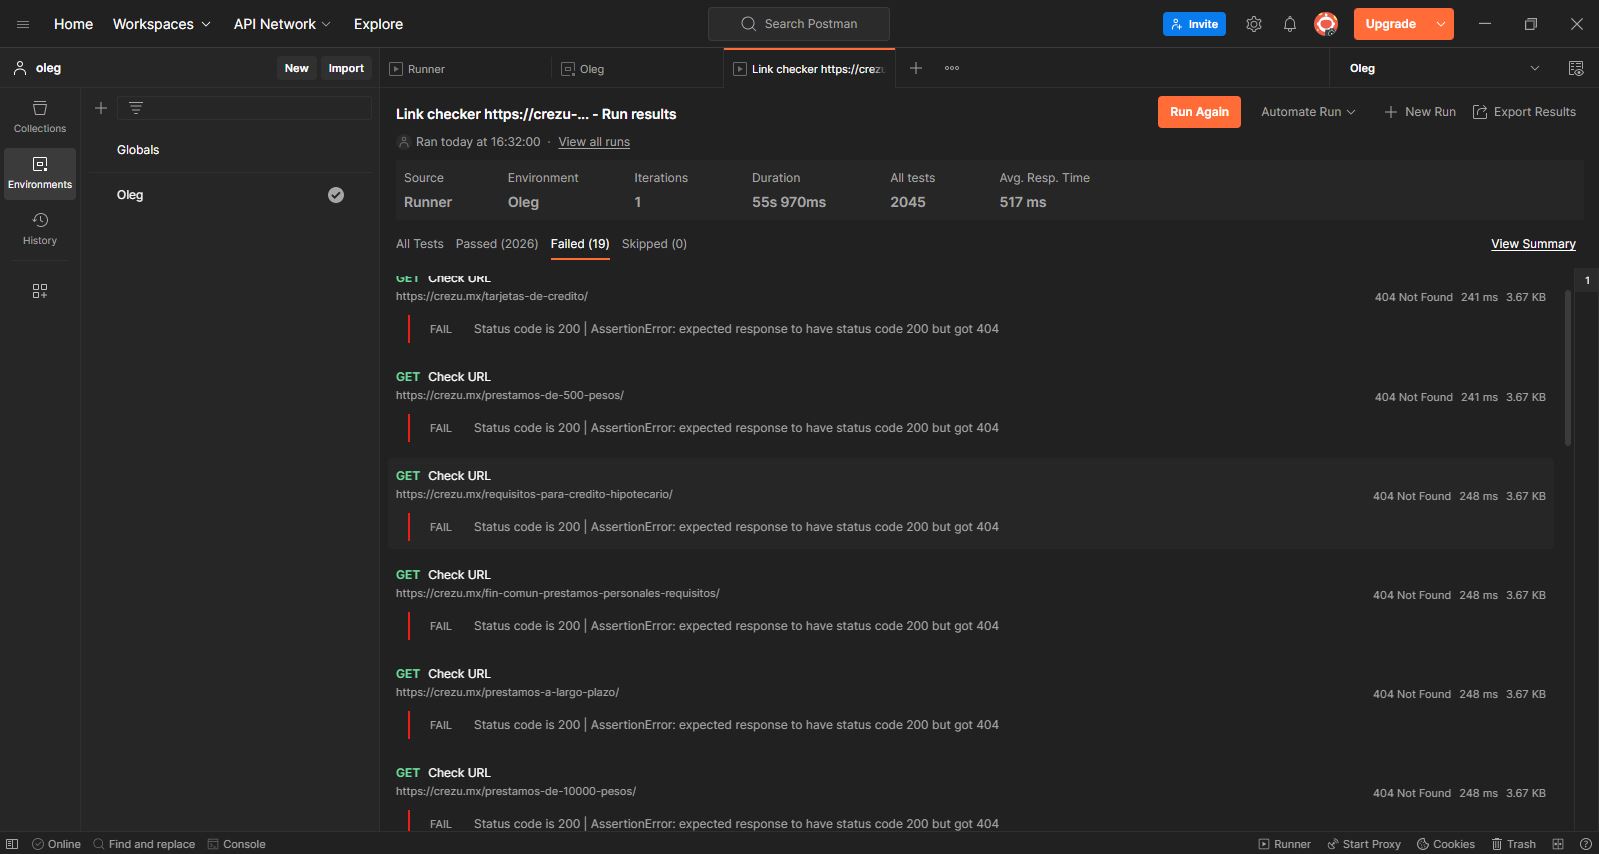 Home Workspaces API Network Explore Search Postman Invite Upgrade
oleg New Import Runner Oleg Link checker https://crezu Oleg
Collections
Environments
History
Globals
Oleg
Link checker https://crezu-... - Run results Run Again Automate Run New Run Export Results
Ran today at 16:32:00 · View all runs
Source Environment Iterations Duration All tests Avg. Resp. Time
Runner Oleg 1 55s 970ms 2045 517 ms
All Tests Passed (2026) Failed (19) Skipped (0) View Summary
1
GET Check URL
https://crezu.mx/tarjetas-de-credito/ 404 Not Found 241 ms 3.67 KB
FAIL Status code is 200 | AssertionError: expected response to have status code 200 but got 404
GET Check URL
https://crezu.mx/prestamos-de-500-pesos/ 404 Not Found 241 ms 3.67 KB
FAIL Status code is 200 | AssertionError: expected response to have status code 200 but got 404
GET Check URL
https://crezu.mx/requisitos-para-credito-hipotecario/ 404 Not Found 248 ms 3.67 KB
FAIL Status code is 200 | AssertionError: expected response to have status code 200 but got 404
GET Check URL
https://crezu.mx/fin-comun-prestamos-personales-requisitos/ 404 Not Found 248 ms 3.67 KB
FAIL Status code is 200 | AssertionError: expected response to have status code 200 but got 404
GET Check URL
https://crezu.mx/prestamos-a-largo-plazo/ 404 Not Found 248 ms 3.67 KB
FAIL Status code is 200 | AssertionError: expected response to have status code 200 but got 404
GET Check URL
https://crezu.mx/prestamos-de-10000-pesos/ 404 Not Found 248 ms 3.67 KB
FAIL Status code is 200 | AssertionError: expected response to have status code 200 but got 404
Online Find and replace Console Runner Start Proxy Cookies Trash